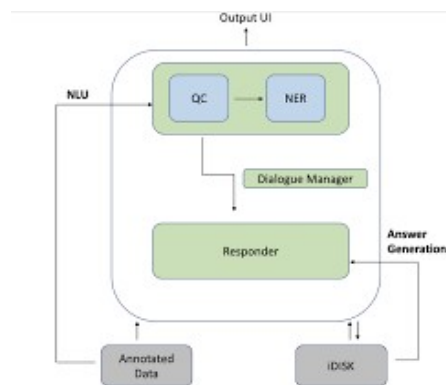 Output UI
NLU
QC
NER
Dialogue Manager
Answer
Generation
Responder
Annotated
Data
iDISK